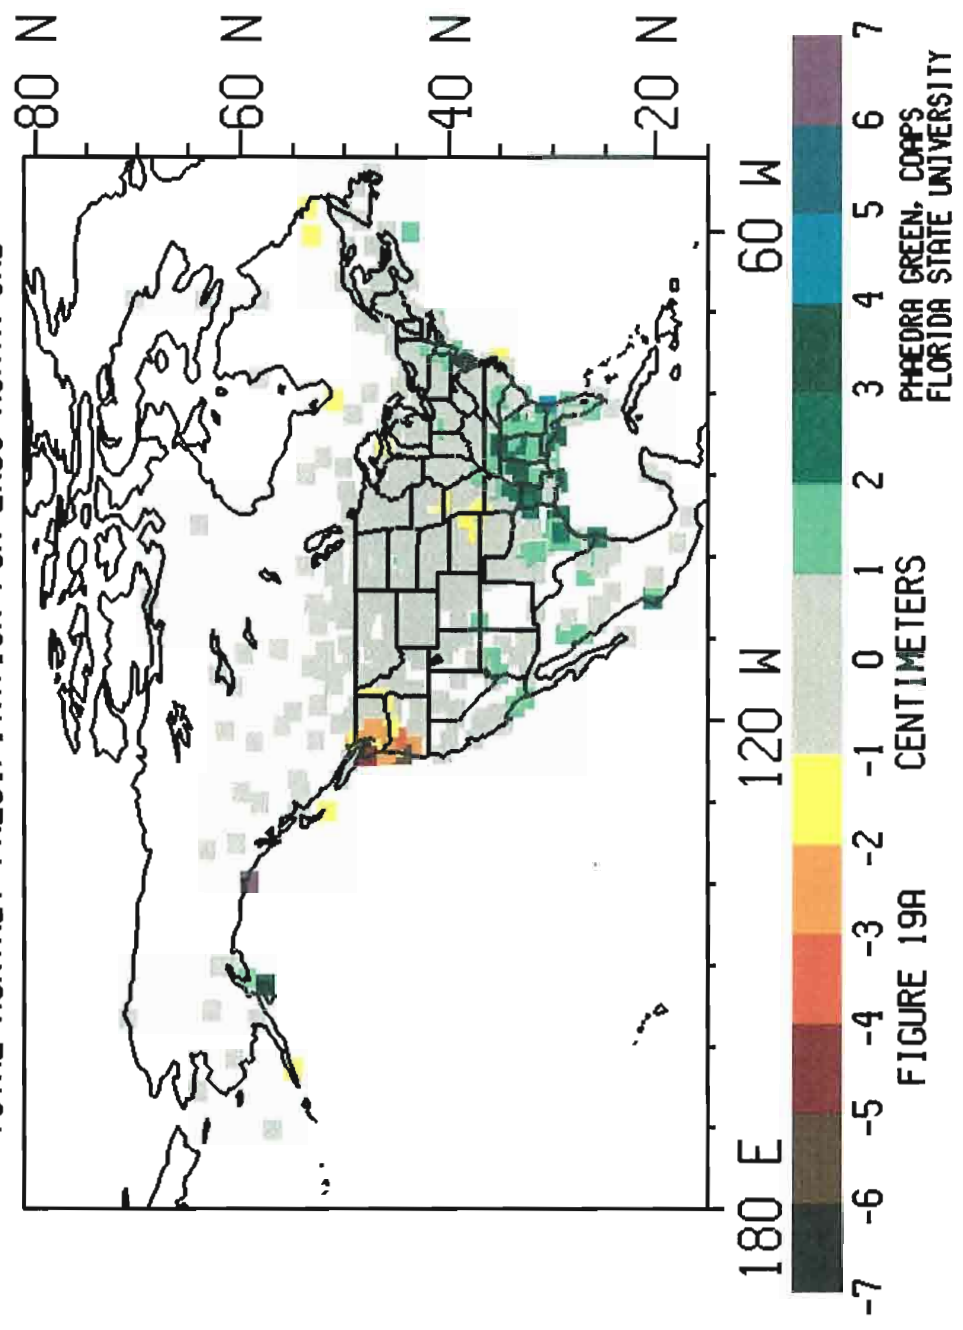 80 N
60 N
40 N
20 N
180 E 120 W 60 W
-7 -6 -5 -4 -3 -2 -1 0 1 2 3 4 5 6 7
CENTIMETERS
FIGURE 19A
PHAEDRA GREEN, COAPS
FLORIDA STATE UNIVERSITY